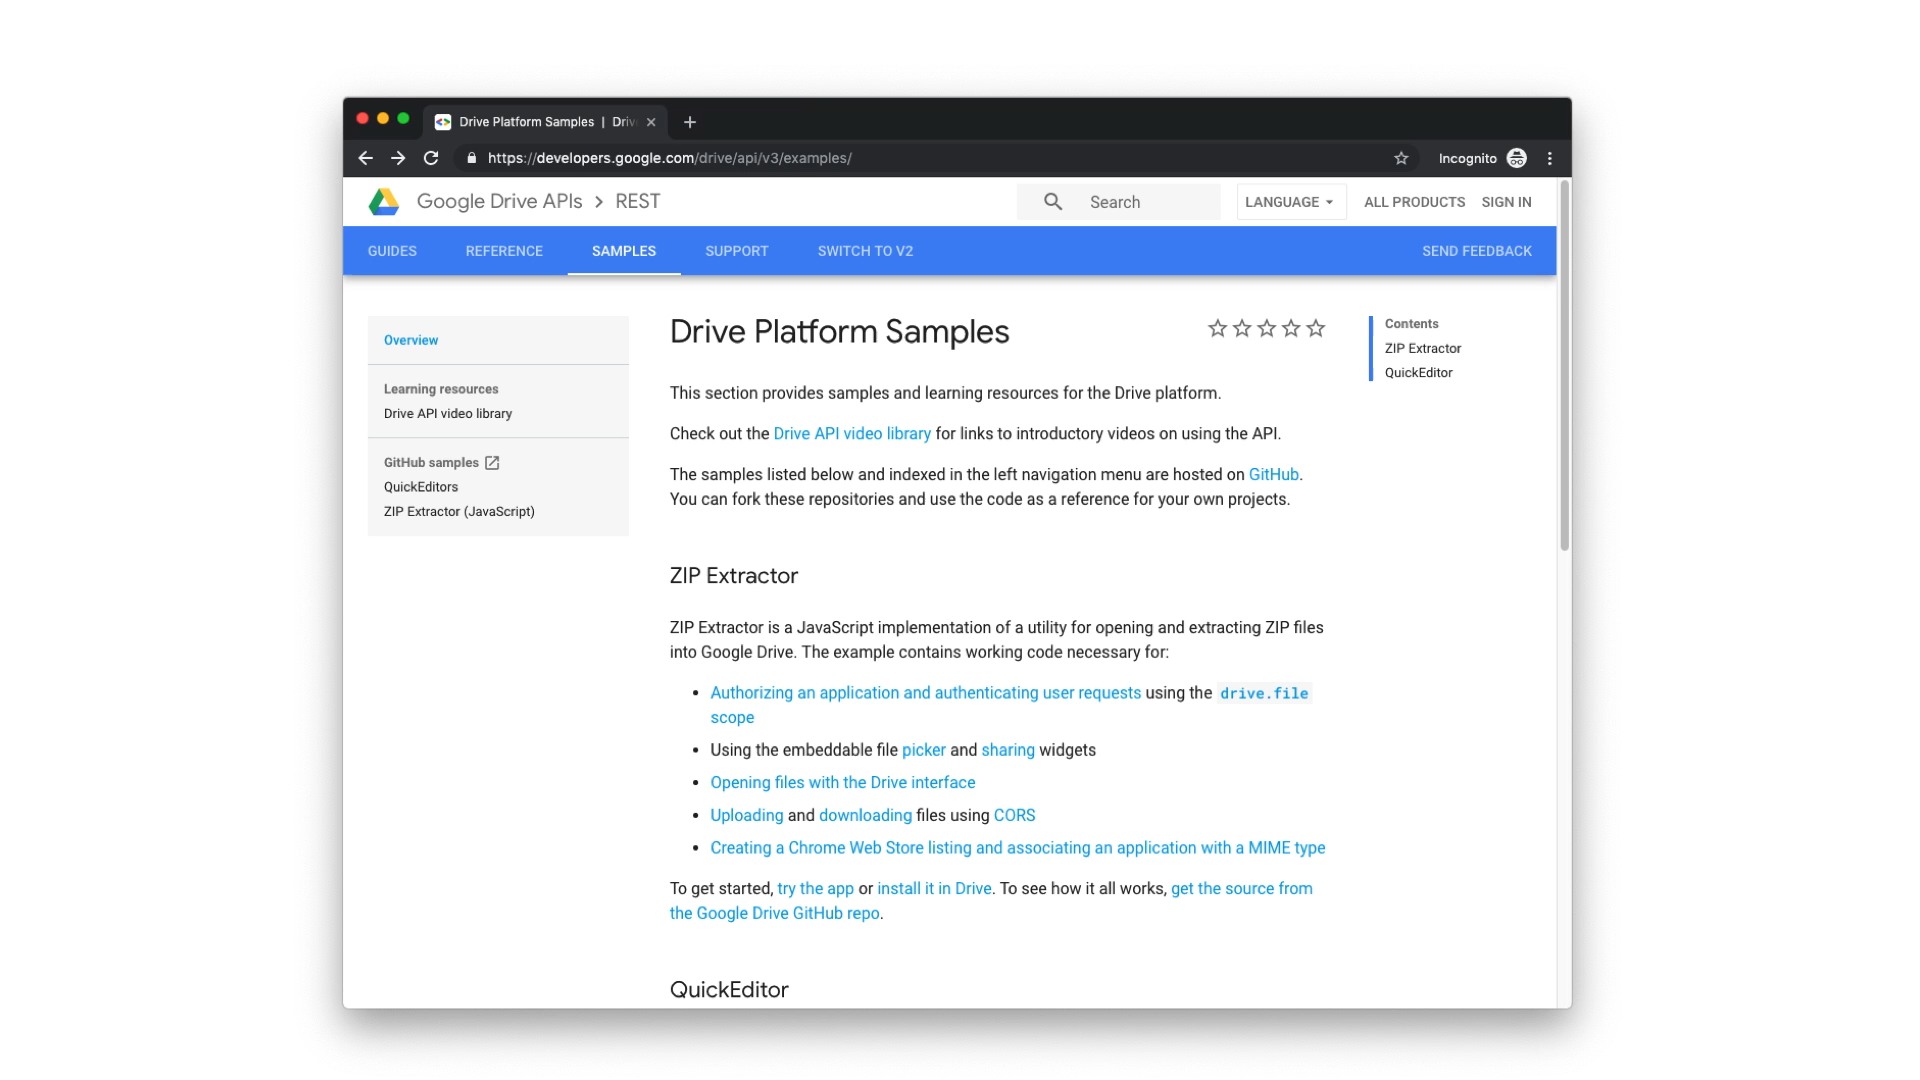 Drive Platform Samples | Driv
https://developers.google.com/drive/api/v3/examples/
Incognito
Google Drive APIs > REST
Search
LANGUAGE
ALL PRODUCTS
SIGN IN
GUIDES
REFERENCE
SAMPLES
SUPPORT
SWITCH TO V2
SEND FEEDBACK
Overview
Learning resources
Drive API video library
GitHub samples
QuickEditors
ZIP Extractor (JavaScript)
Drive Platform Samples
This section provides samples and learning resources for the Drive platform.
Check out the Drive API video library for links to introductory videos on using the API.
The samples listed below and indexed in the left navigation menu are hosted on GitHub.
You can fork these repositories and use the code as a reference for your own projects.
ZIP Extractor
ZIP Extractor is a JavaScript implementation of a utility for opening and extracting ZIP files
into Google Drive. The example contains working code necessary for:
• Authorizing an application and authenticating user requests using the drive.file
scope
• Using the embeddable file picker and sharing widgets
• Opening files with the Drive interface
• Uploading and downloading files using CORS
• Creating a Chrome Web Store listing and associating an application with a MIME type
To get started, try the app or install it in Drive. To see how it all works, get the source from
the Google Drive GitHub repo.
QuickEditor
Contents
ZIP Extractor
QuickEditor